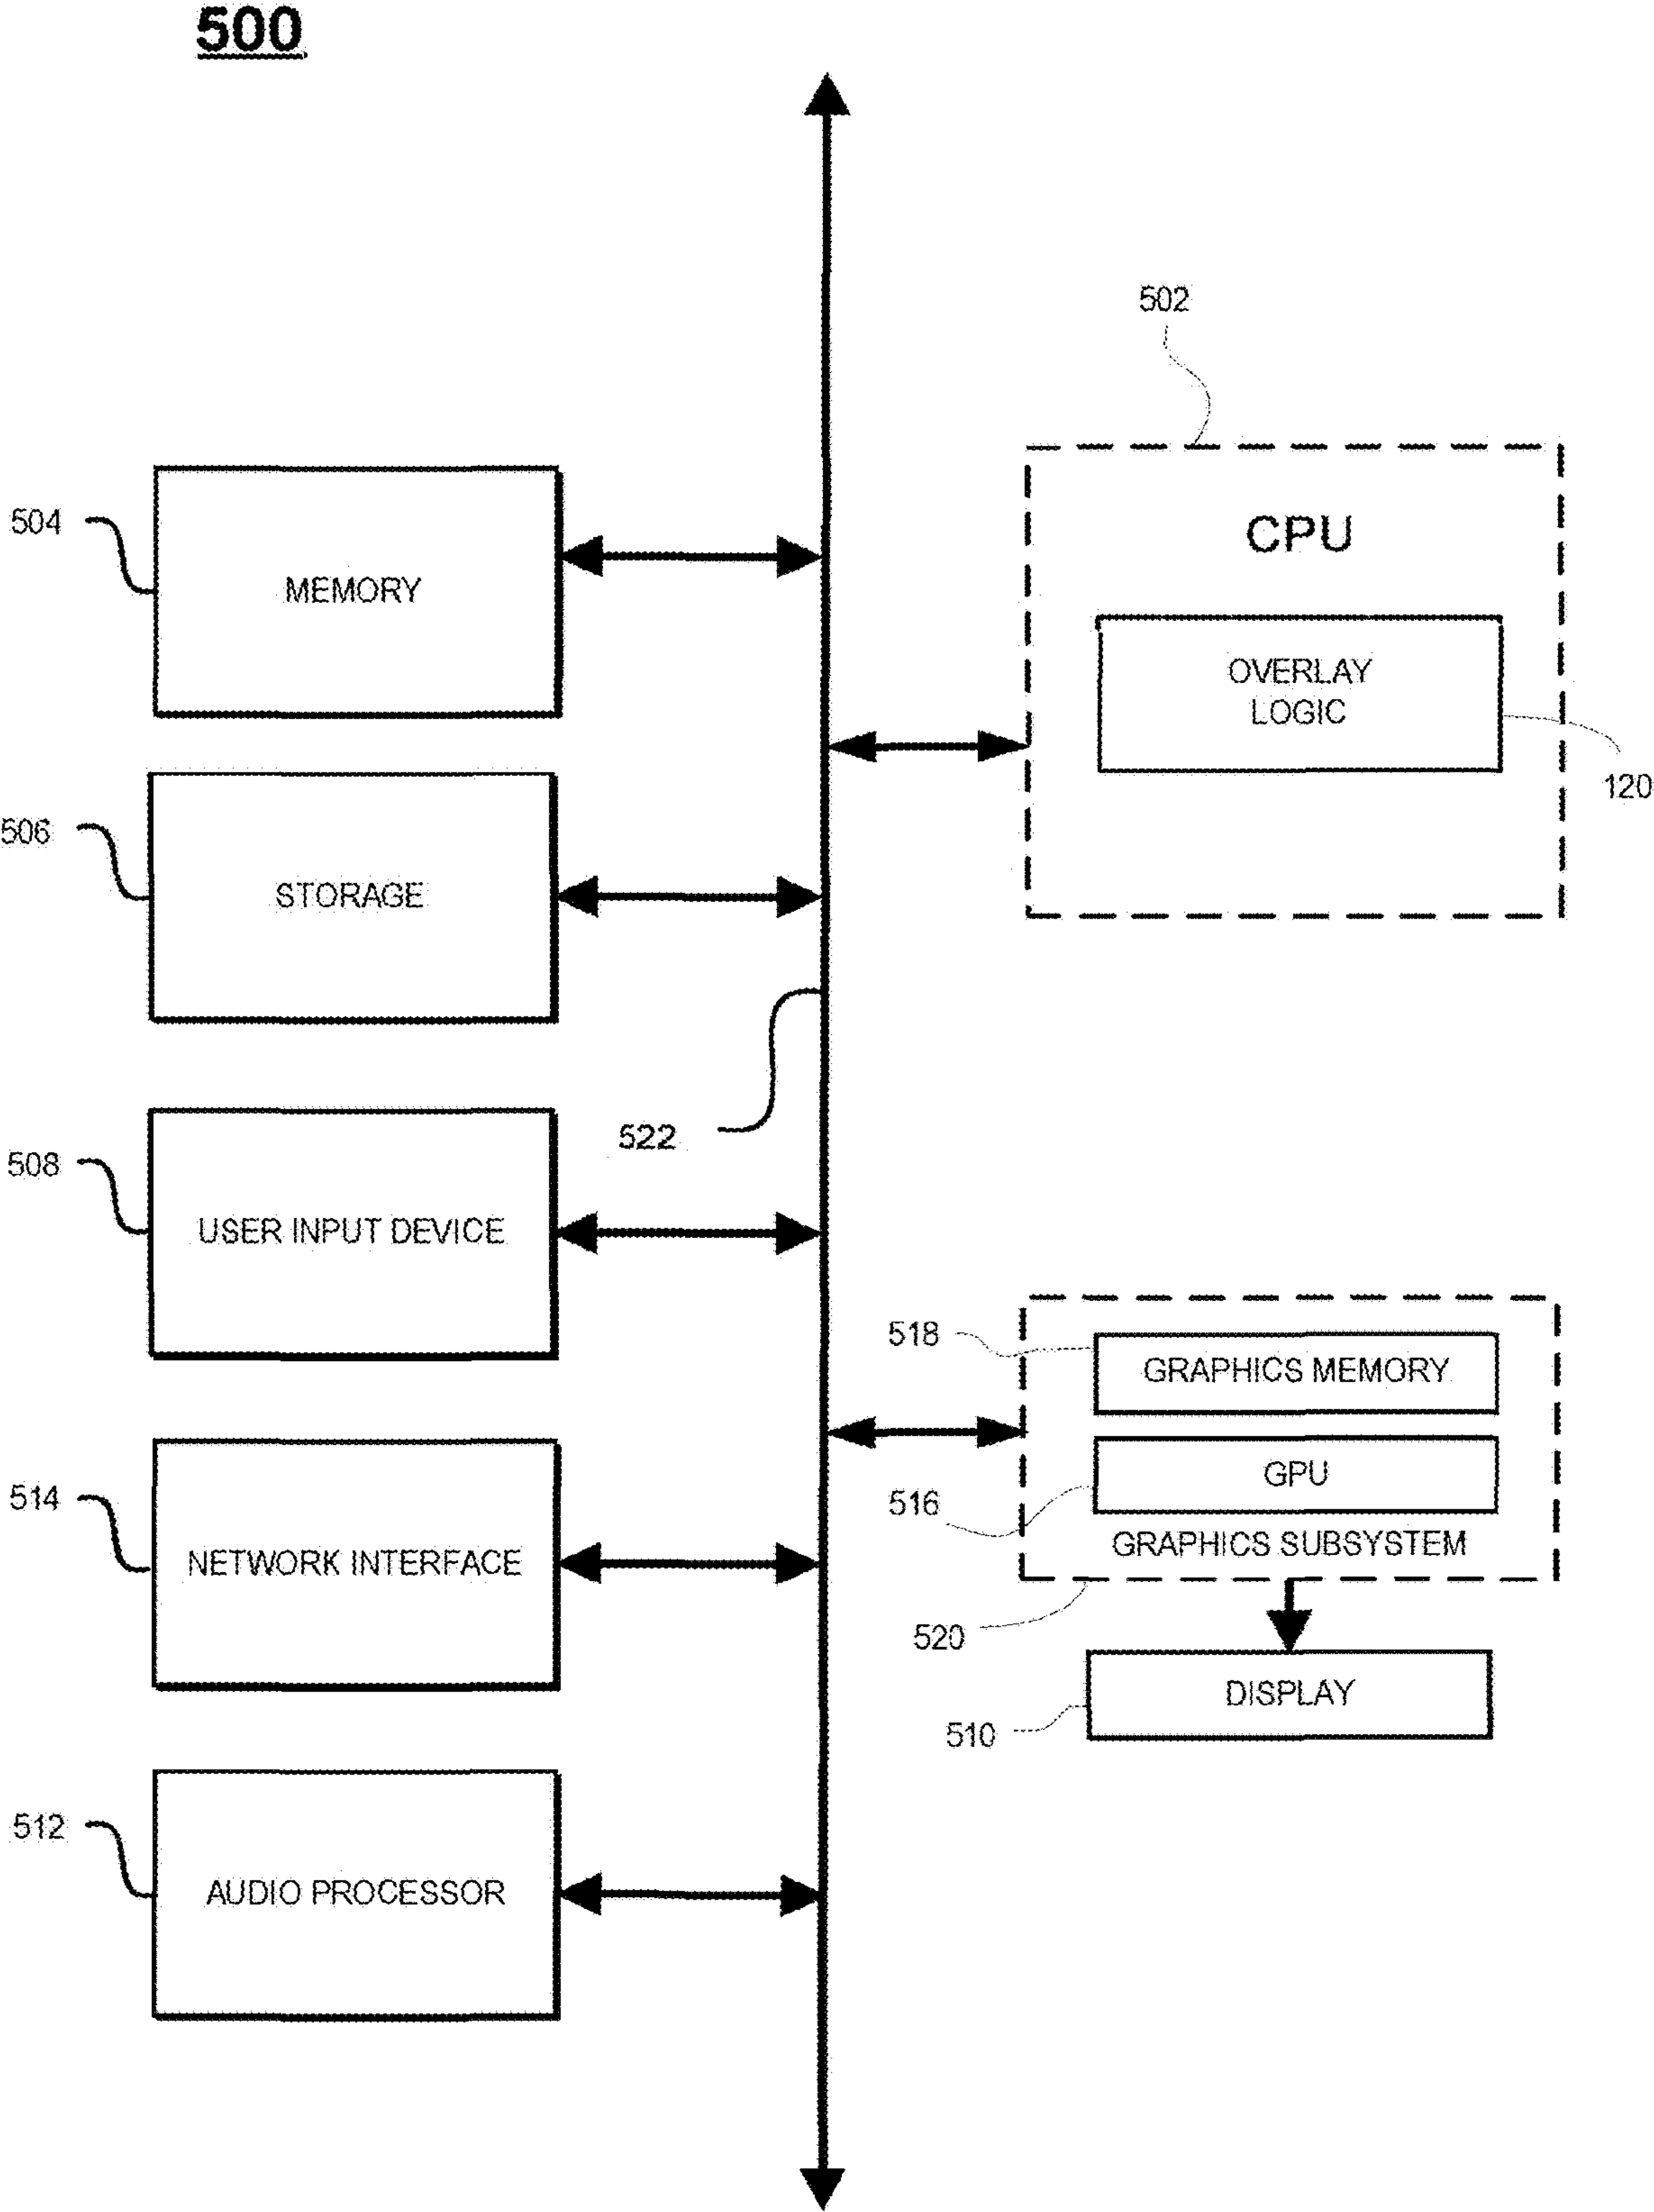 500
502
CPU
504
MEMORY
OVERLAY
LOGIC
120
506
STORAGE
522
508
USER INPUT DEVICE
518
GRAPHICS MEMORY
514
NETWORK INTERFACE
516
GPU
GRAPHICS SUBSYSTEM
520
DISPLAY
510
512
AUDIO PROCESSOR